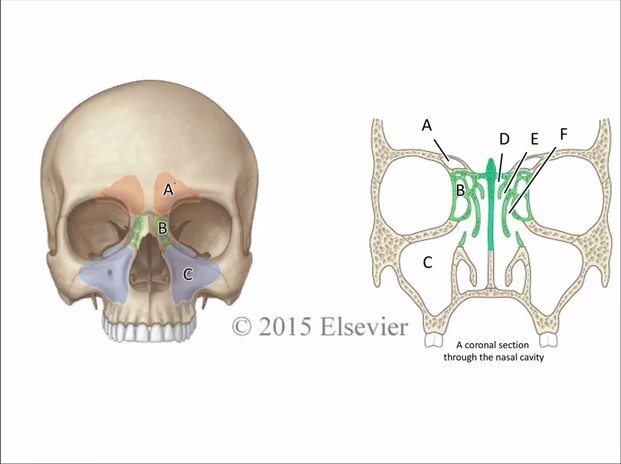 A
B
C
A
D
E
F
B
C
© 2015 Elsevier
A coronal section
through the nasal cavity